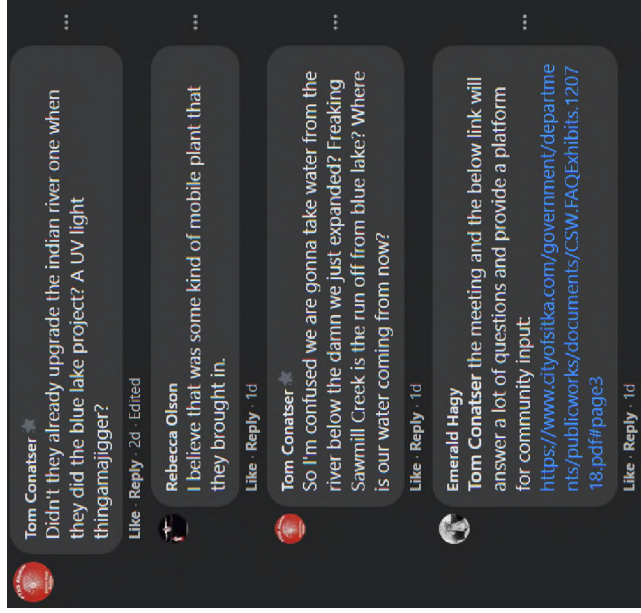 Tom Conatser
Didn't they already upgrade the indian river one when
they did the blue lake project? A UV light
thingamajigger?
Like · Reply · 2d · Edited
Rebecca Olson
I believe that was some kind of mobile plant that
they brought in.
Like · Reply · 1d
Tom Conatser
So I'm confused we are gonna take water from the
river below the damn we just expanded? Freaking
Sawmill Creek is the run off from blue lake? Where
is our water coming from now?
Like · Reply · 1d
Emerald Hagy
Tom Conatser the meeting and the below link will
answer a lot of questions and provide a platform
for community input:
https://www.cityofsitka.com/government/departme
nts/publicworks/documents/CSW.FAQExhibits.1207
18.pdf#page3
Like · Reply · 1d